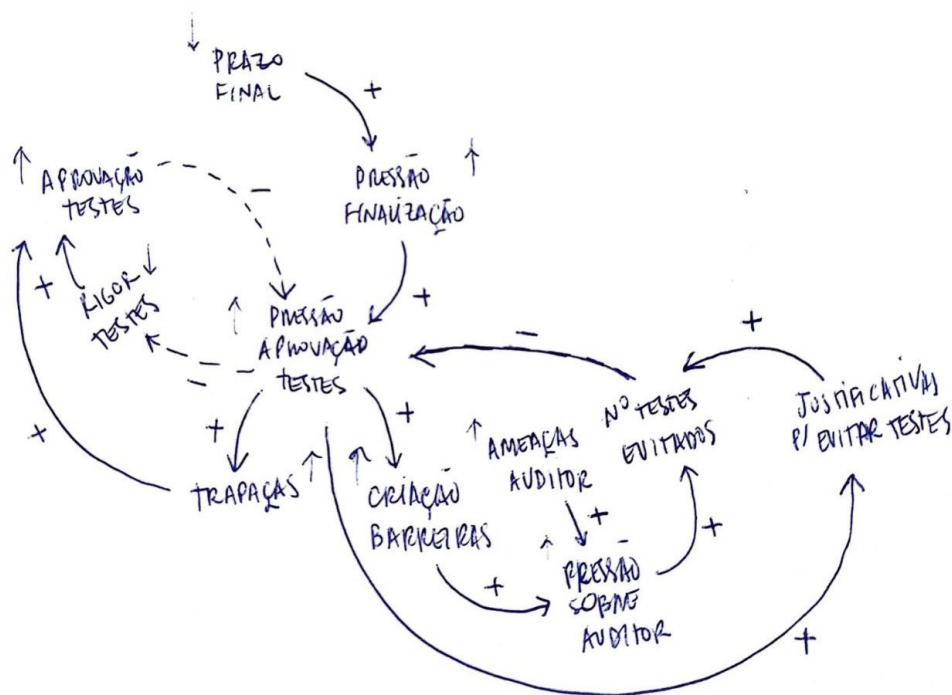 PRAZO
FINAL
+
PRESSÃO
FINALIZAÇÃO
+
APROVAÇÃO
TESTES
-
+
RIGOR
TESTES
-
PRESSÃO
APROVAÇÃO
TESTES
+
+
+
TRAPAÇAS
CRIAÇÃO
BARREIRAS
+
AMEAÇAS
AUDITOR
+
PRESSÃO
SOBRE
AUDITOR
+
Nº TESTES
EVITADOS
-
+
JUSTIFICATIVAS
P/ EVITAR TESTES
+